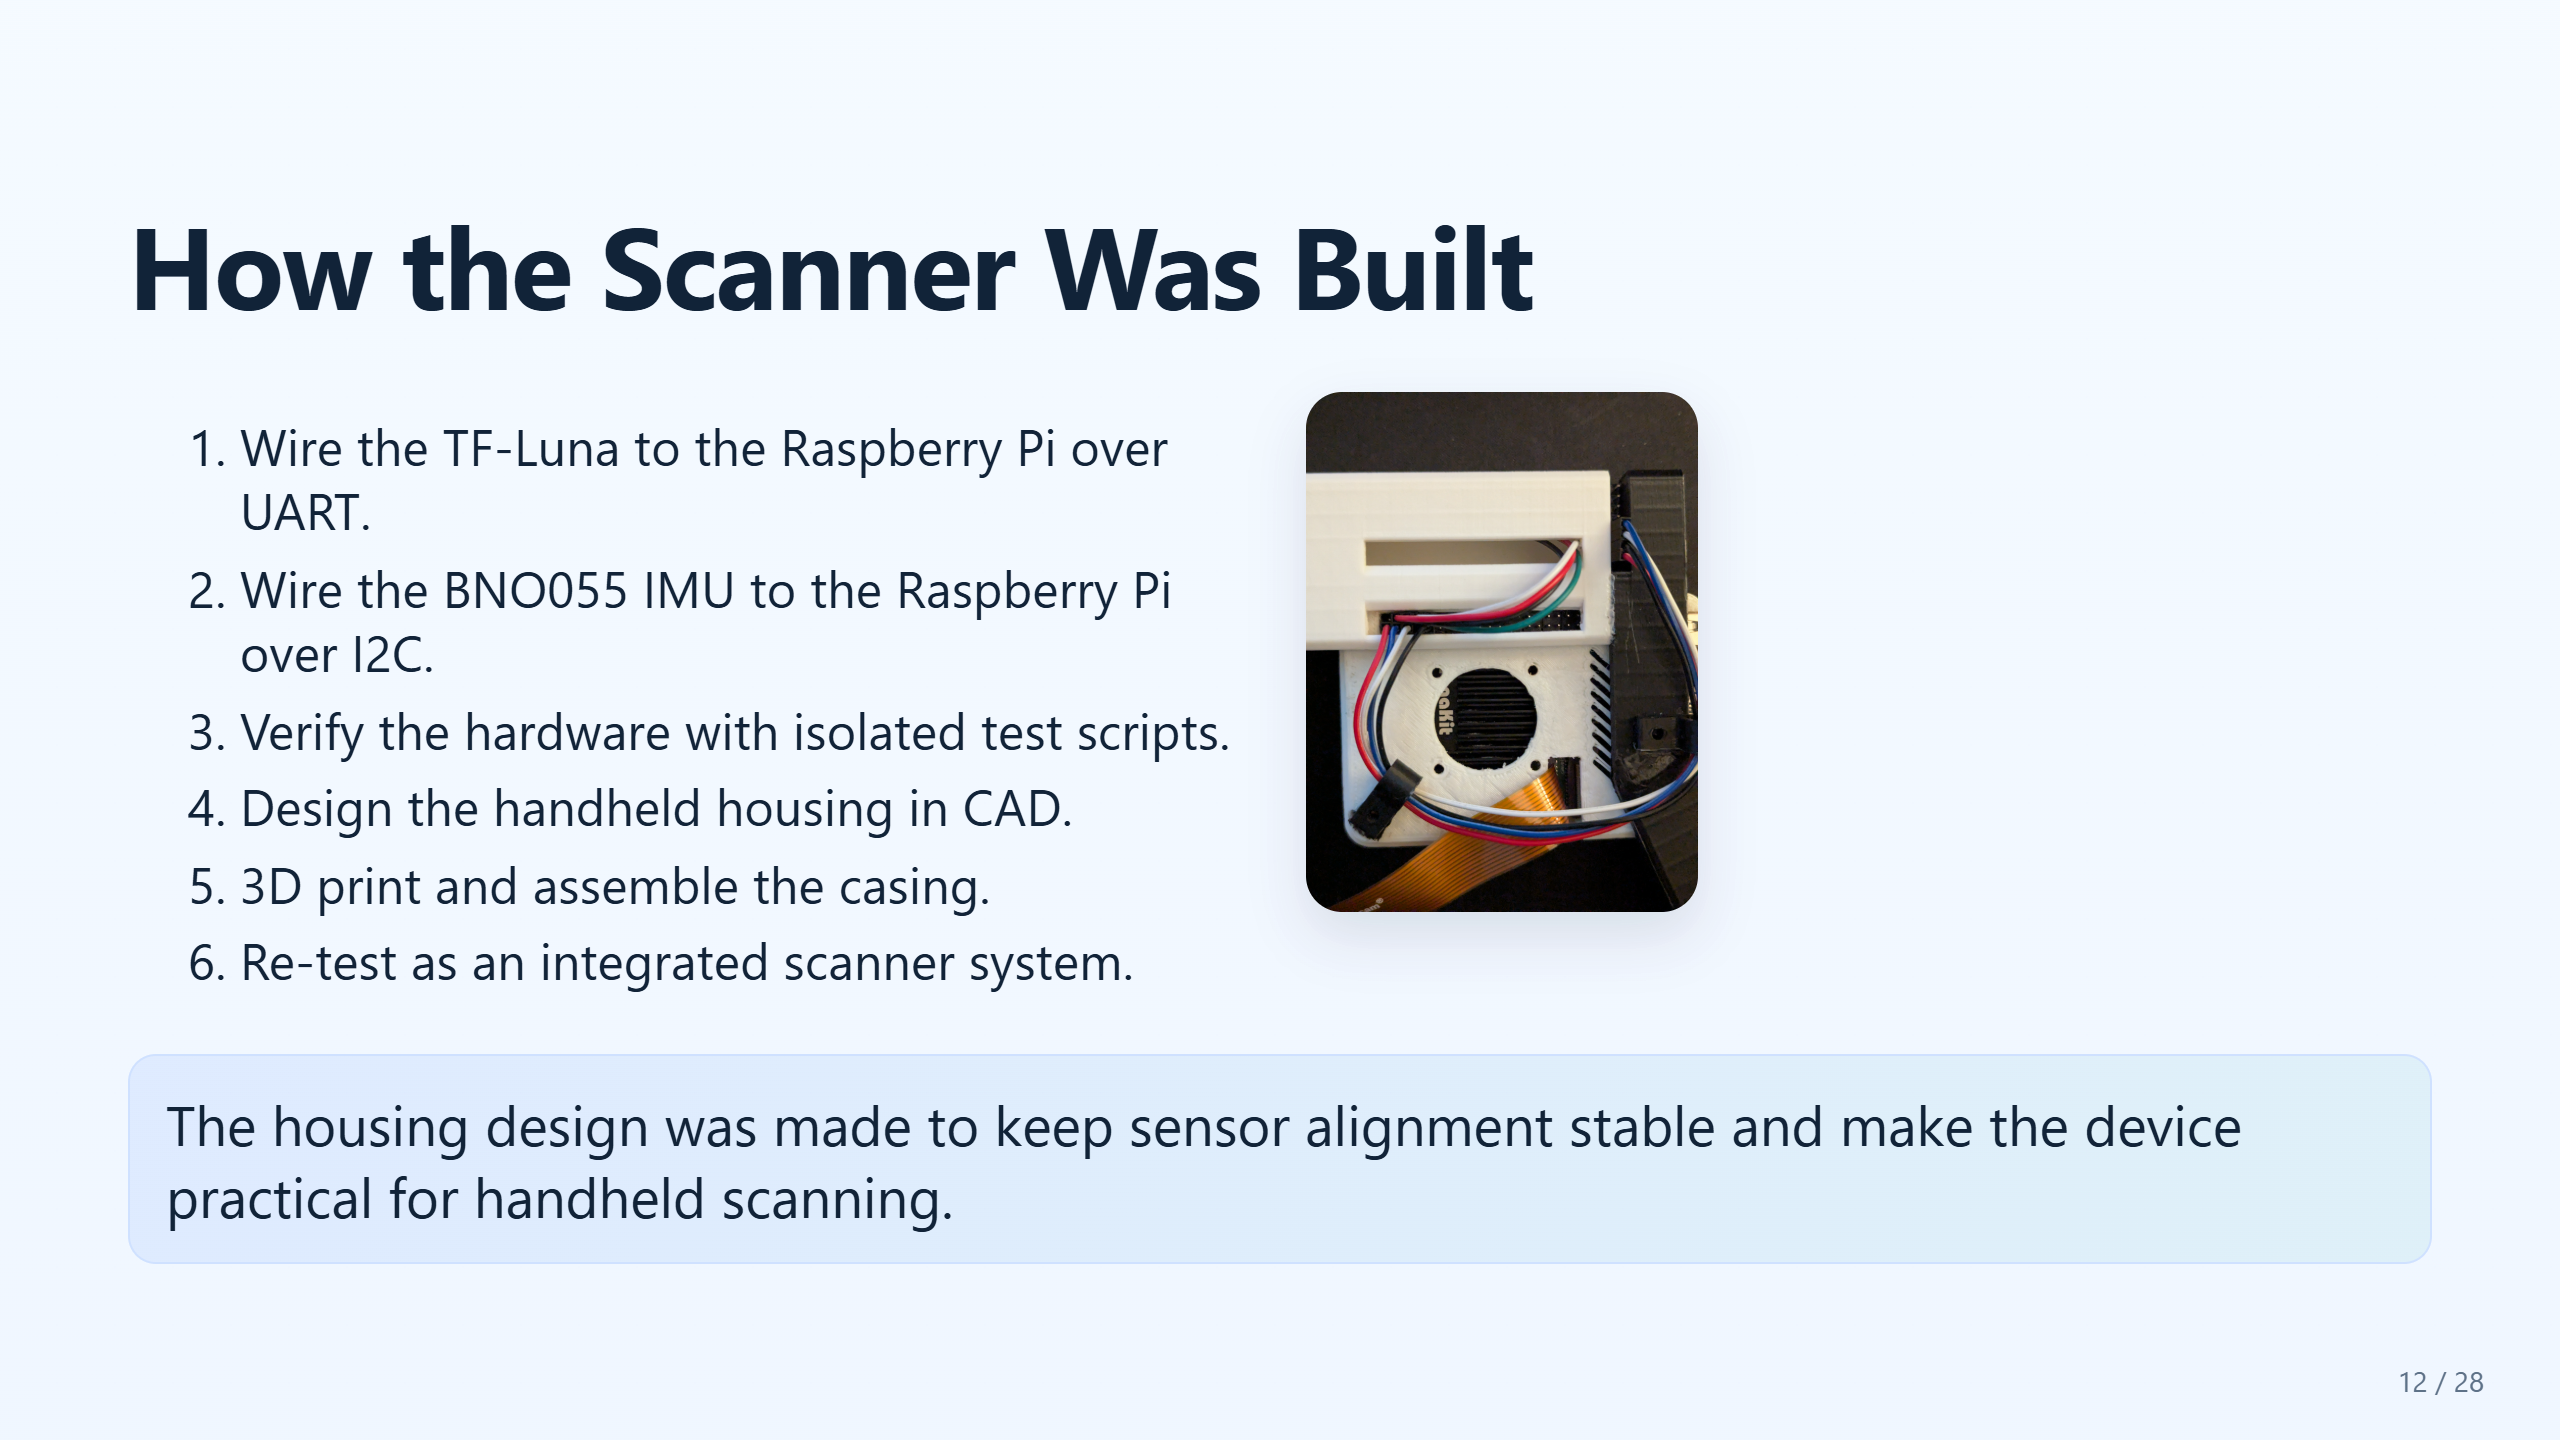 How the Scanner Was Built
1. Wire the TF-Luna to the Raspberry Pi over
UART.
2. Wire the BNO055 IMU to the Raspberry Pi
over I2C.
3. Verify the hardware with isolated test scripts.
4. Design the handheld housing in CAD.
5. 3D print and assemble the casing.
6. Re-test as an integrated scanner system.
The housing design was made to keep sensor alignment stable and make the device
practical for handheld scanning.
12 / 28